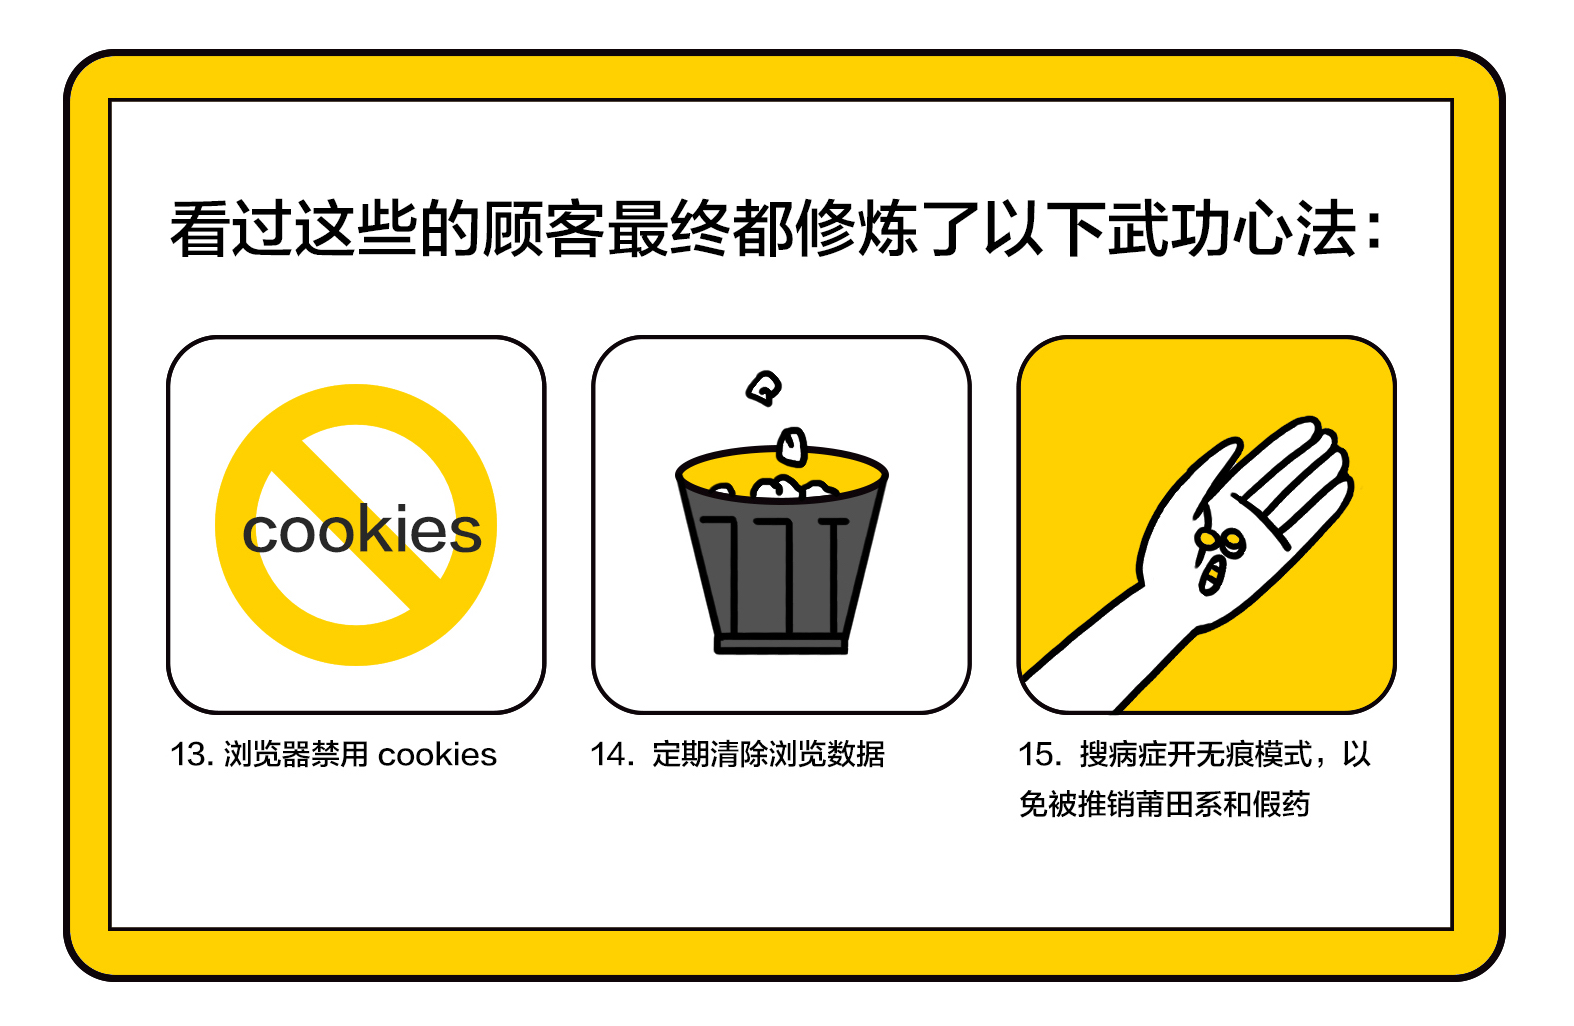 看过这些的顾客最终都修炼了以下武功心法：
cookies
13. 浏览器禁用 cookies
14. 定期清除浏览数据
15. 搜病症开无痕模式，以
免被推销莆田系和假药